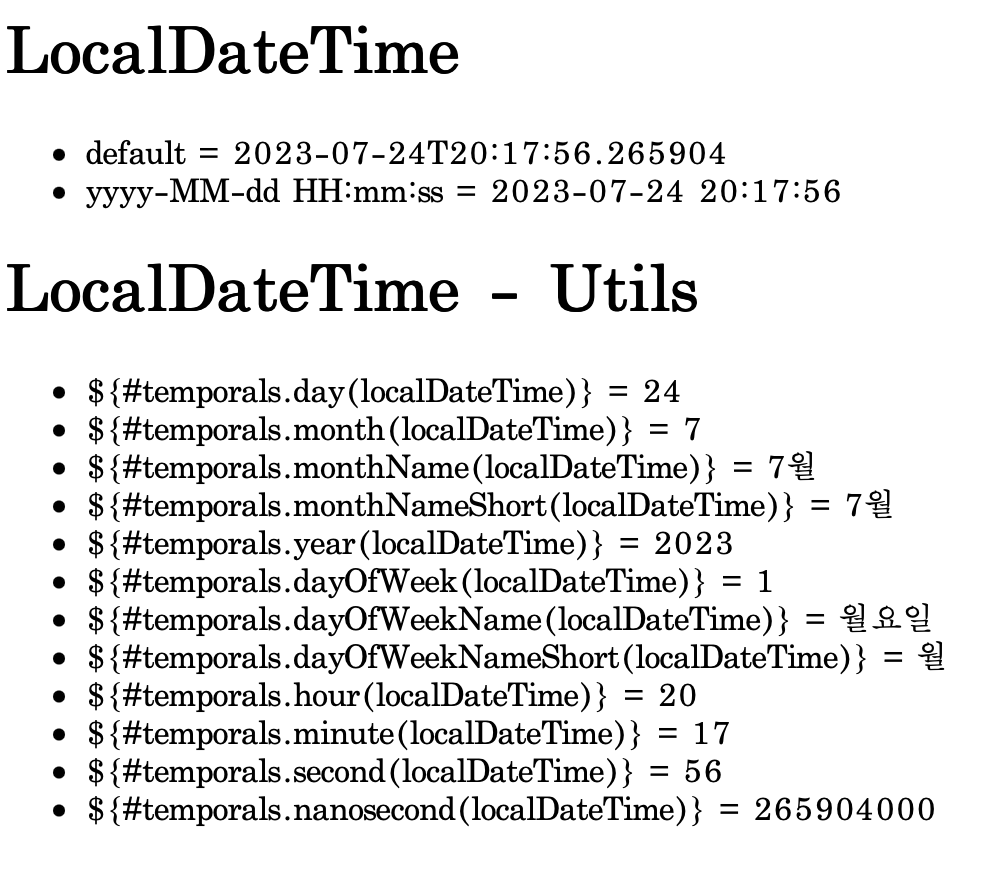 LocalDateTime
• default = 2023-07-24T20:17:56.265904
• yyyy-MM-dd HH:mm:ss = 2023-07-24 20:17:56
LocalDateTime - Utils
• ${#temporals.day(localDateTime)} = 24
• ${#temporals.month(localDateTime)} = 7
• ${#temporals.monthName(localDateTime)} = 7월
• ${#temporals.monthNameShort(localDateTime)} = 7월
• ${#temporals.year(localDateTime)} = 2023
• ${#temporals.dayOfWeek(localDateTime)} = 1
• ${#temporals.dayOfWeekName(localDateTime)} = 월요일
• ${#temporals.dayOfWeekNameShort(localDateTime)} = 월
• ${#temporals.hour(localDateTime)} = 20
• ${#temporals.minute(localDateTime)} = 17
• ${#temporals.second(localDateTime)} = 56
• ${#temporals.nanosecond(localDateTime)} = 265904000